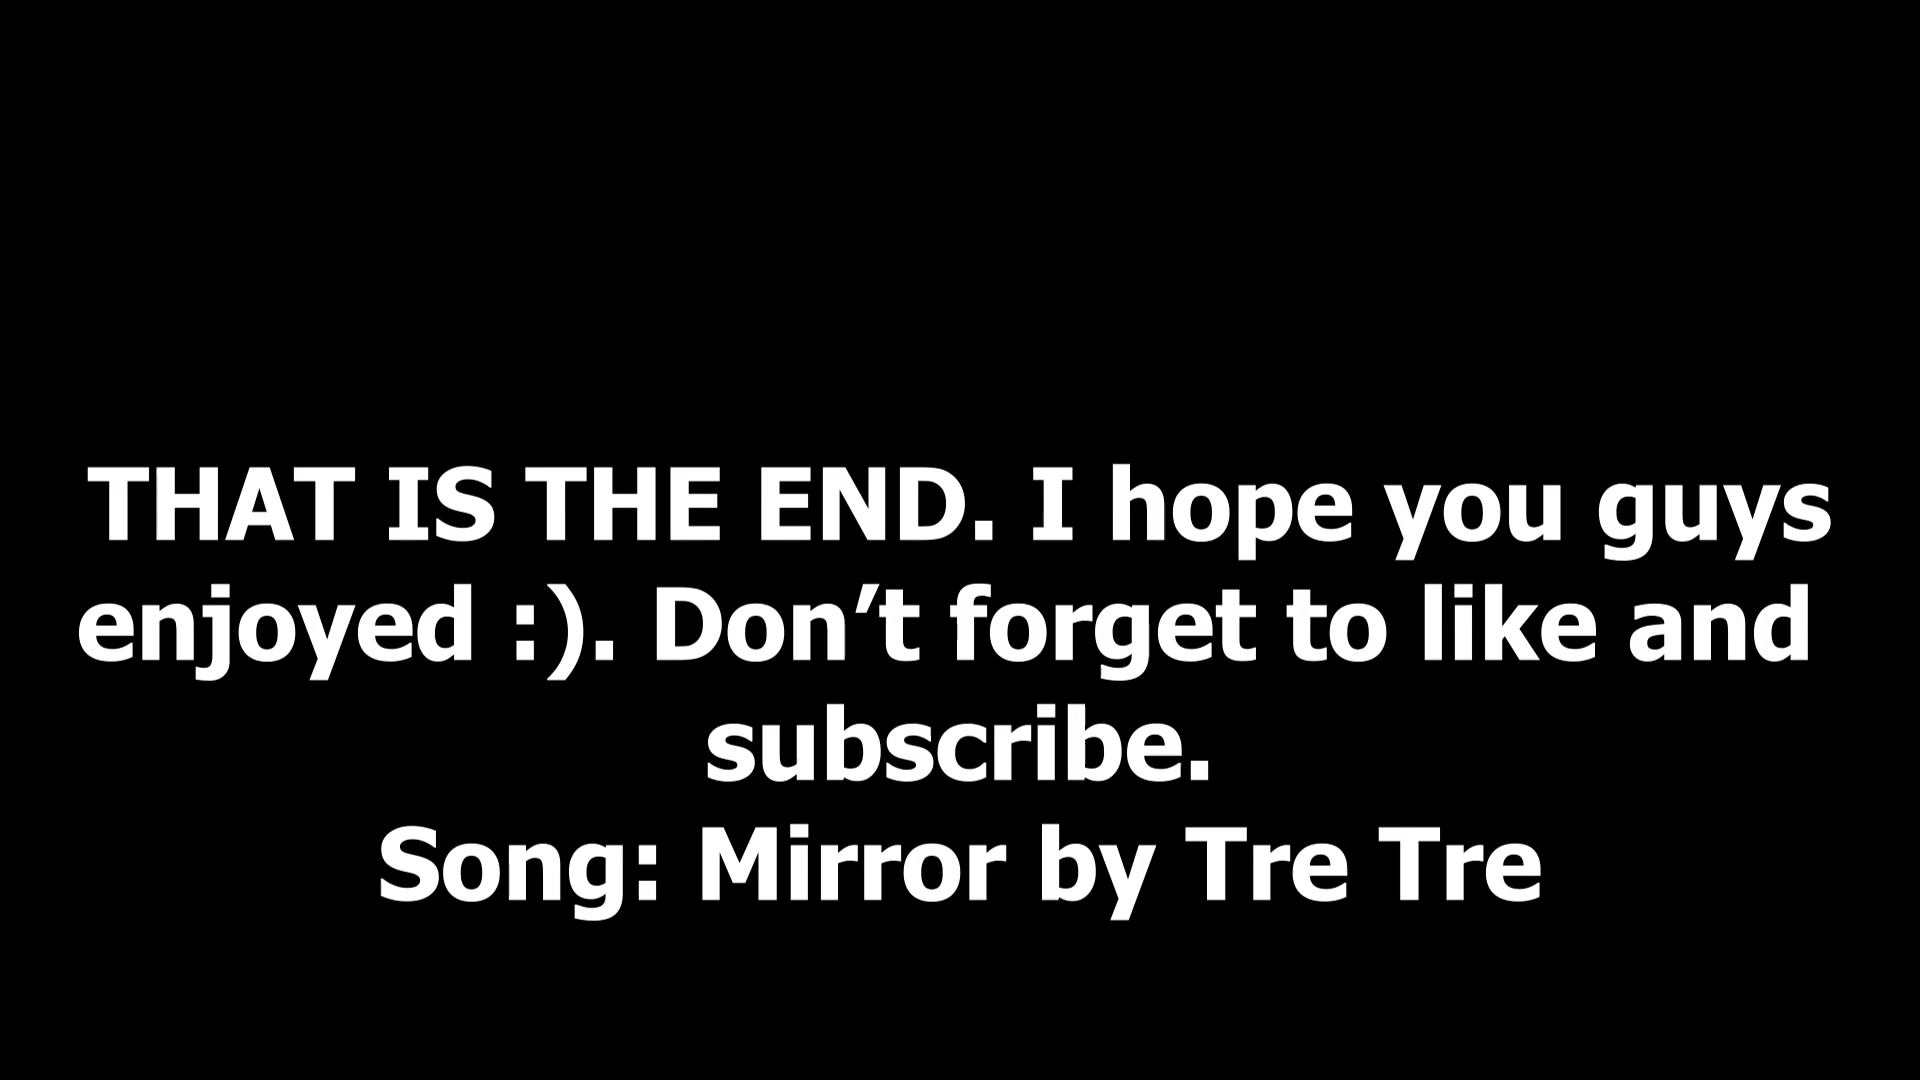 THAT IS THE END. I hope you guys
enjoyed :). Don’t forget to like and
subscribe.
Song: Mirror by Tre Tre